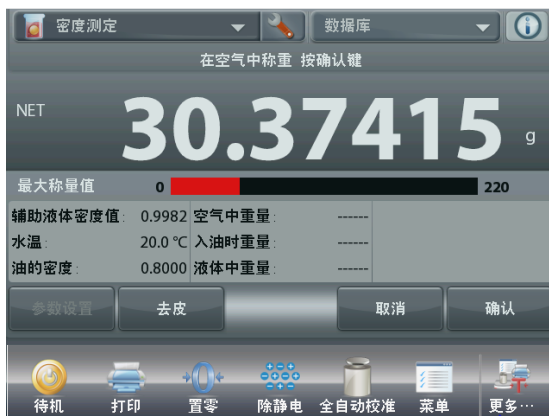 密度测定 数据库
在空气中称重 按确认键
NET 30.37415 g
最大称量值 0 220
辅助液体密度值: 0.9982 空气中重量: ------
水温: 20.0 °C 入油时重量: ------
油的密度: 0.8000 液体中重量: ------
参数设置 去皮 取消 确认
待机 打印 置零 除静电 全自动校准 菜单 更多…